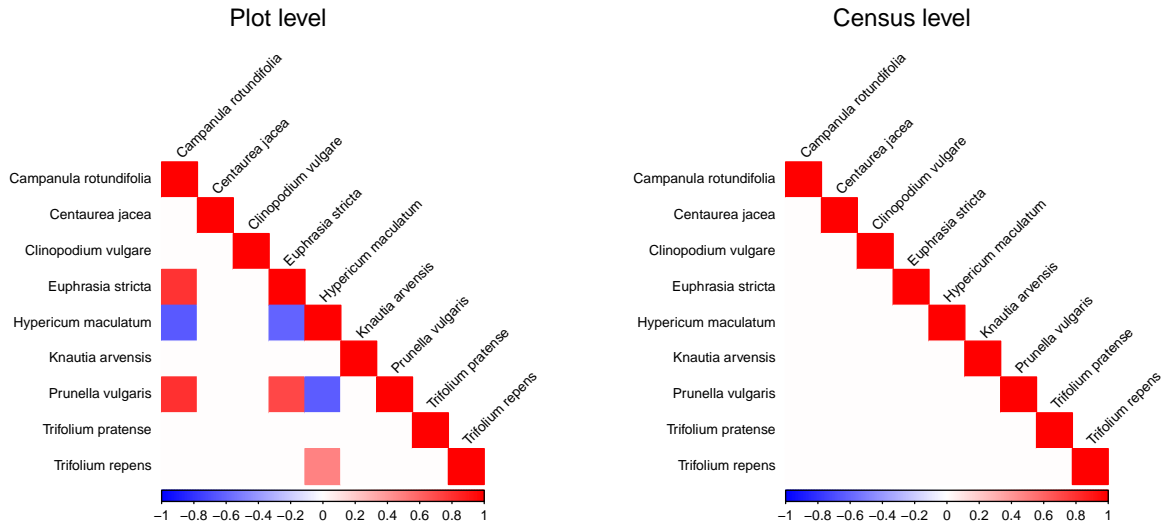 Plot level
Campanula rotundifolia
Centaurea jacea
Clinopodium vulgare
Euphrasia stricta
Hypericum maculatum
Knautia arvensis
Prunella vulgaris
Trifolium pratense
Trifolium repens
Campanula rotundifolia
Centaurea jacea
Clinopodium vulgare
Euphrasia stricta
Hypericum maculatum
Knautia arvensis
Prunella vulgaris
Trifolium pratense
Trifolium repens
−1 −0.8 −0.6 −0.4 −0.2 0 0.2 0.4 0.6 0.8 1
Census level
Campanula rotundifolia
Centaurea jacea
Clinopodium vulgare
Euphrasia stricta
Hypericum maculatum
Knautia arvensis
Prunella vulgaris
Trifolium pratense
Trifolium repens
Campanula rotundifolia
Centaurea jacea
Clinopodium vulgare
Euphrasia stricta
Hypericum maculatum
Knautia arvensis
Prunella vulgaris
Trifolium pratense
Trifolium repens
−1 −0.8 −0.6 −0.4 −0.2 0 0.2 0.4 0.6 0.8 1